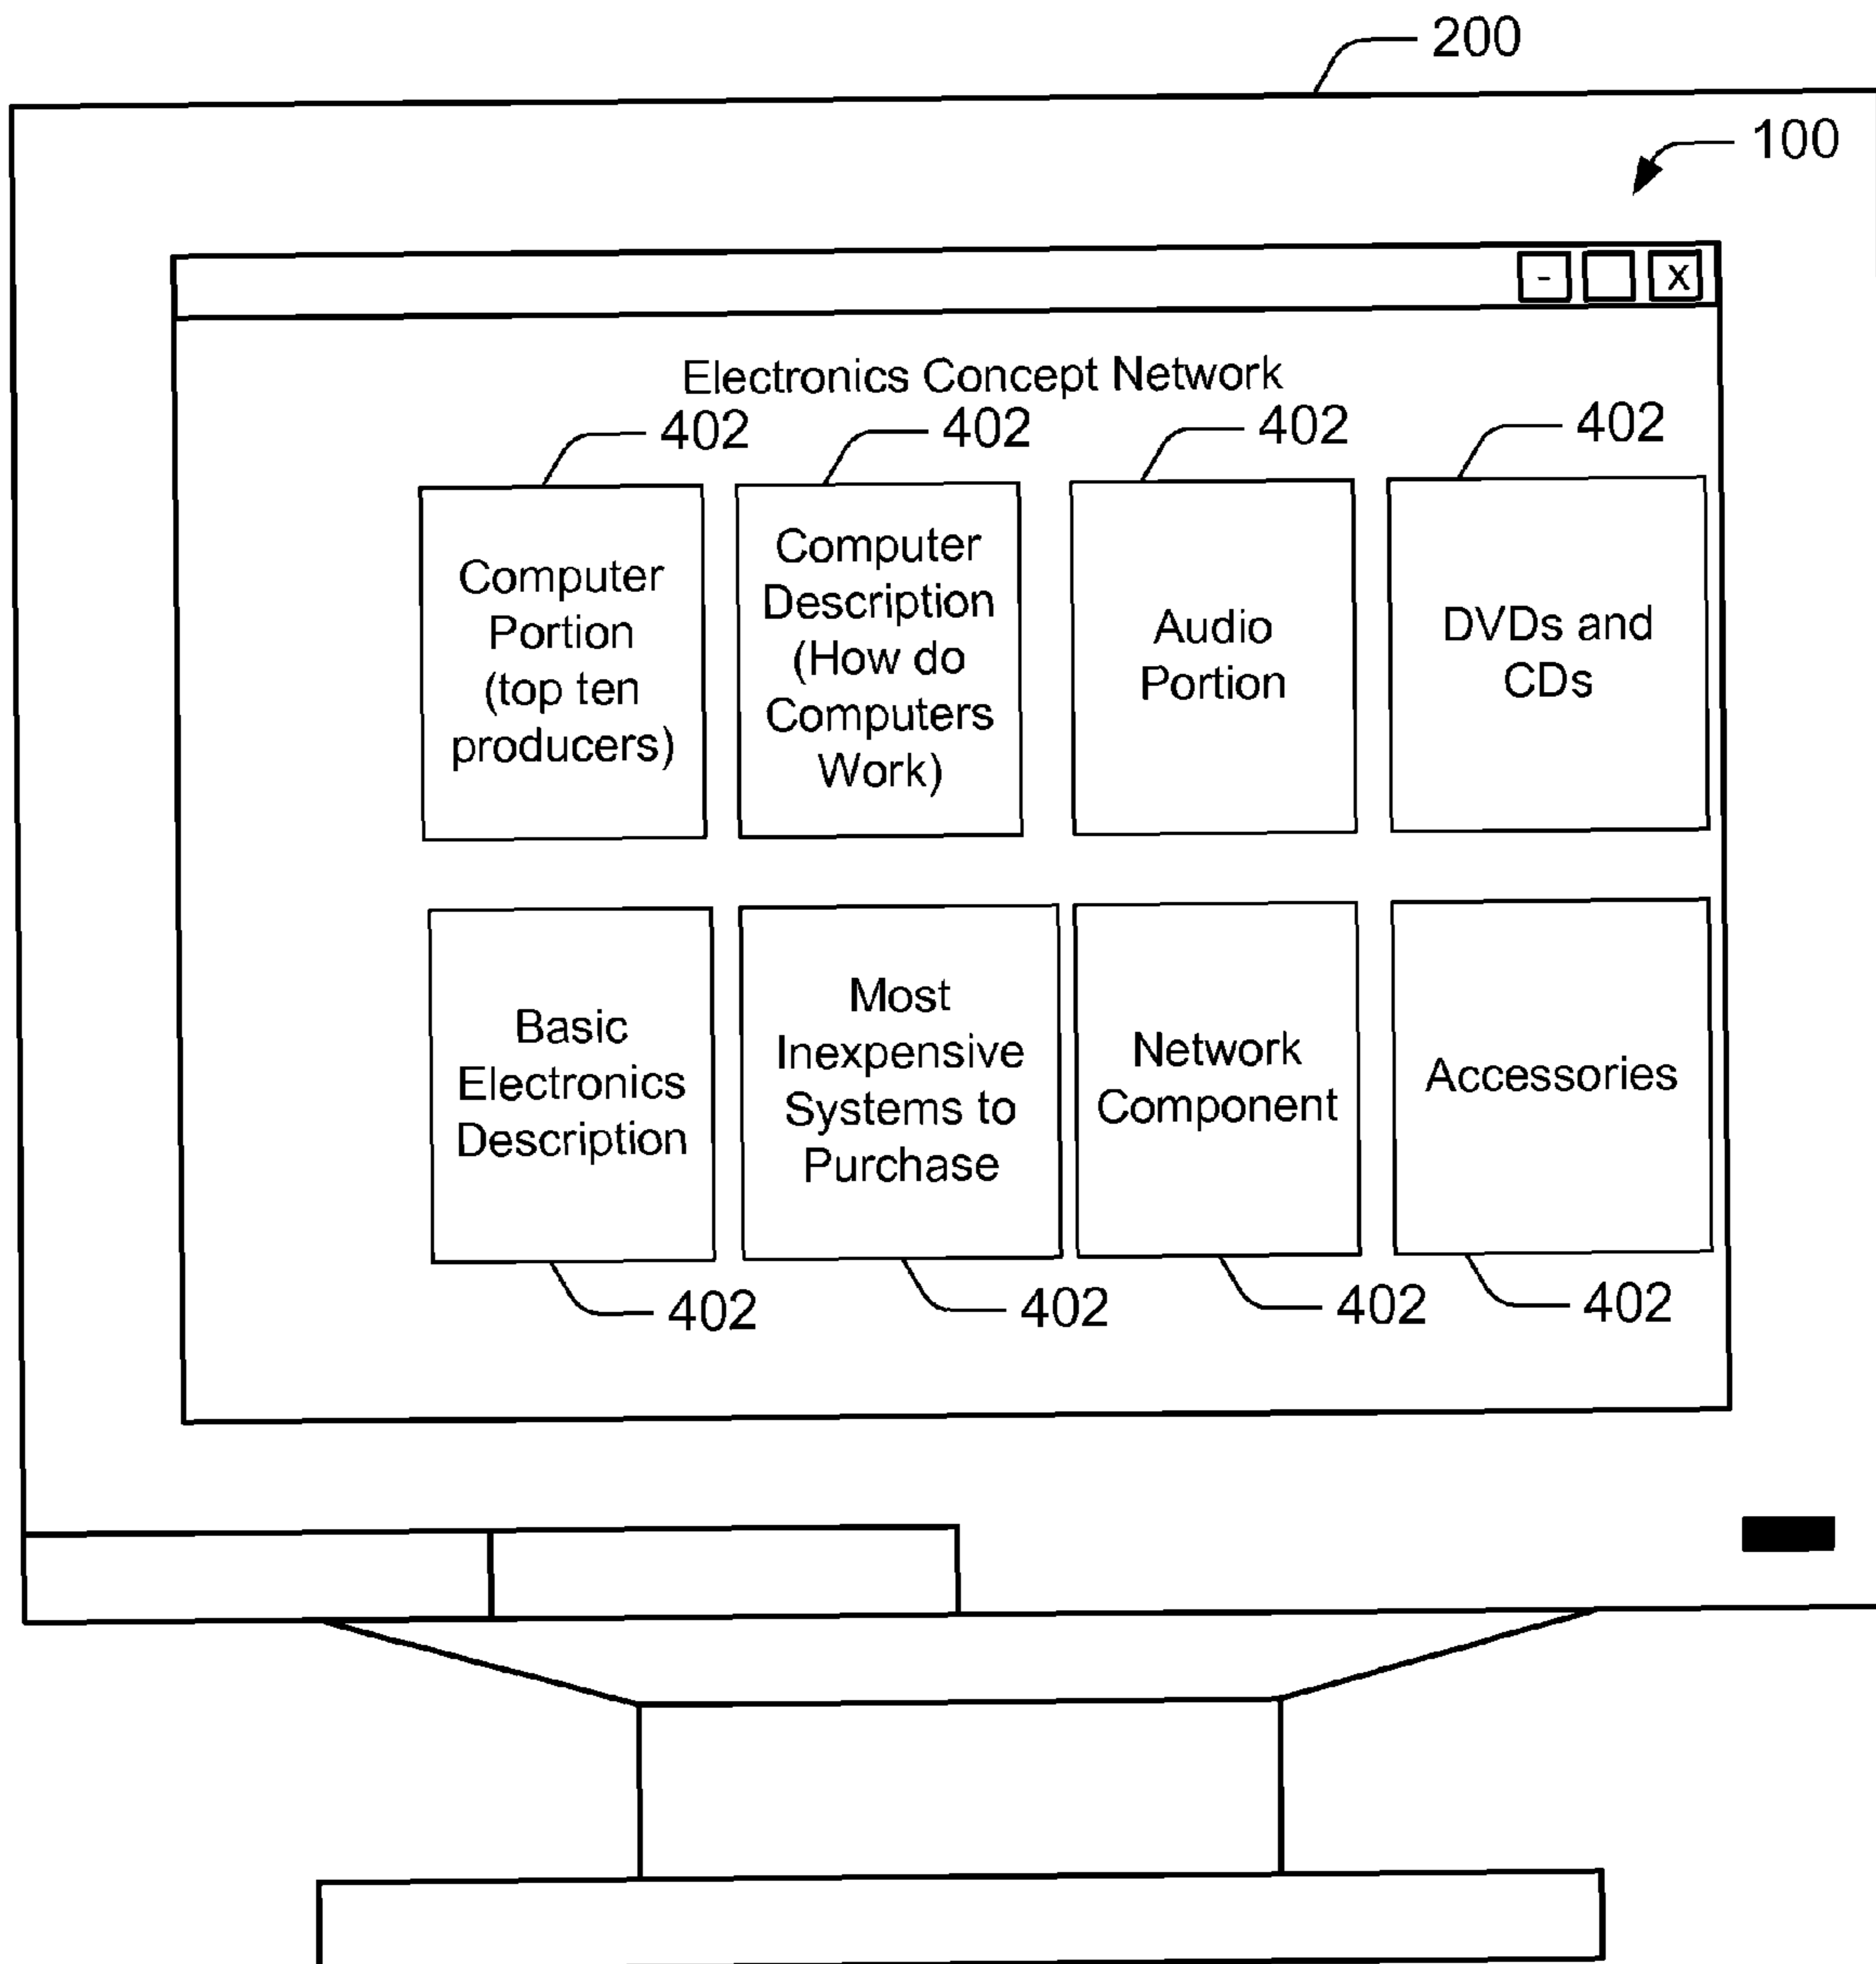 200
100
- X
Electronics Concept Network
402 402 402 402
Computer
Portion
(top ten
producers)
Computer
Description
(How do
Computers
Work)
Audio
Portion
DVDs and
CDs
Basic
Electronics
Description
Most
Inexpensive
Systems to
Purchase
Network
Component
Accessories
402 402 402 402